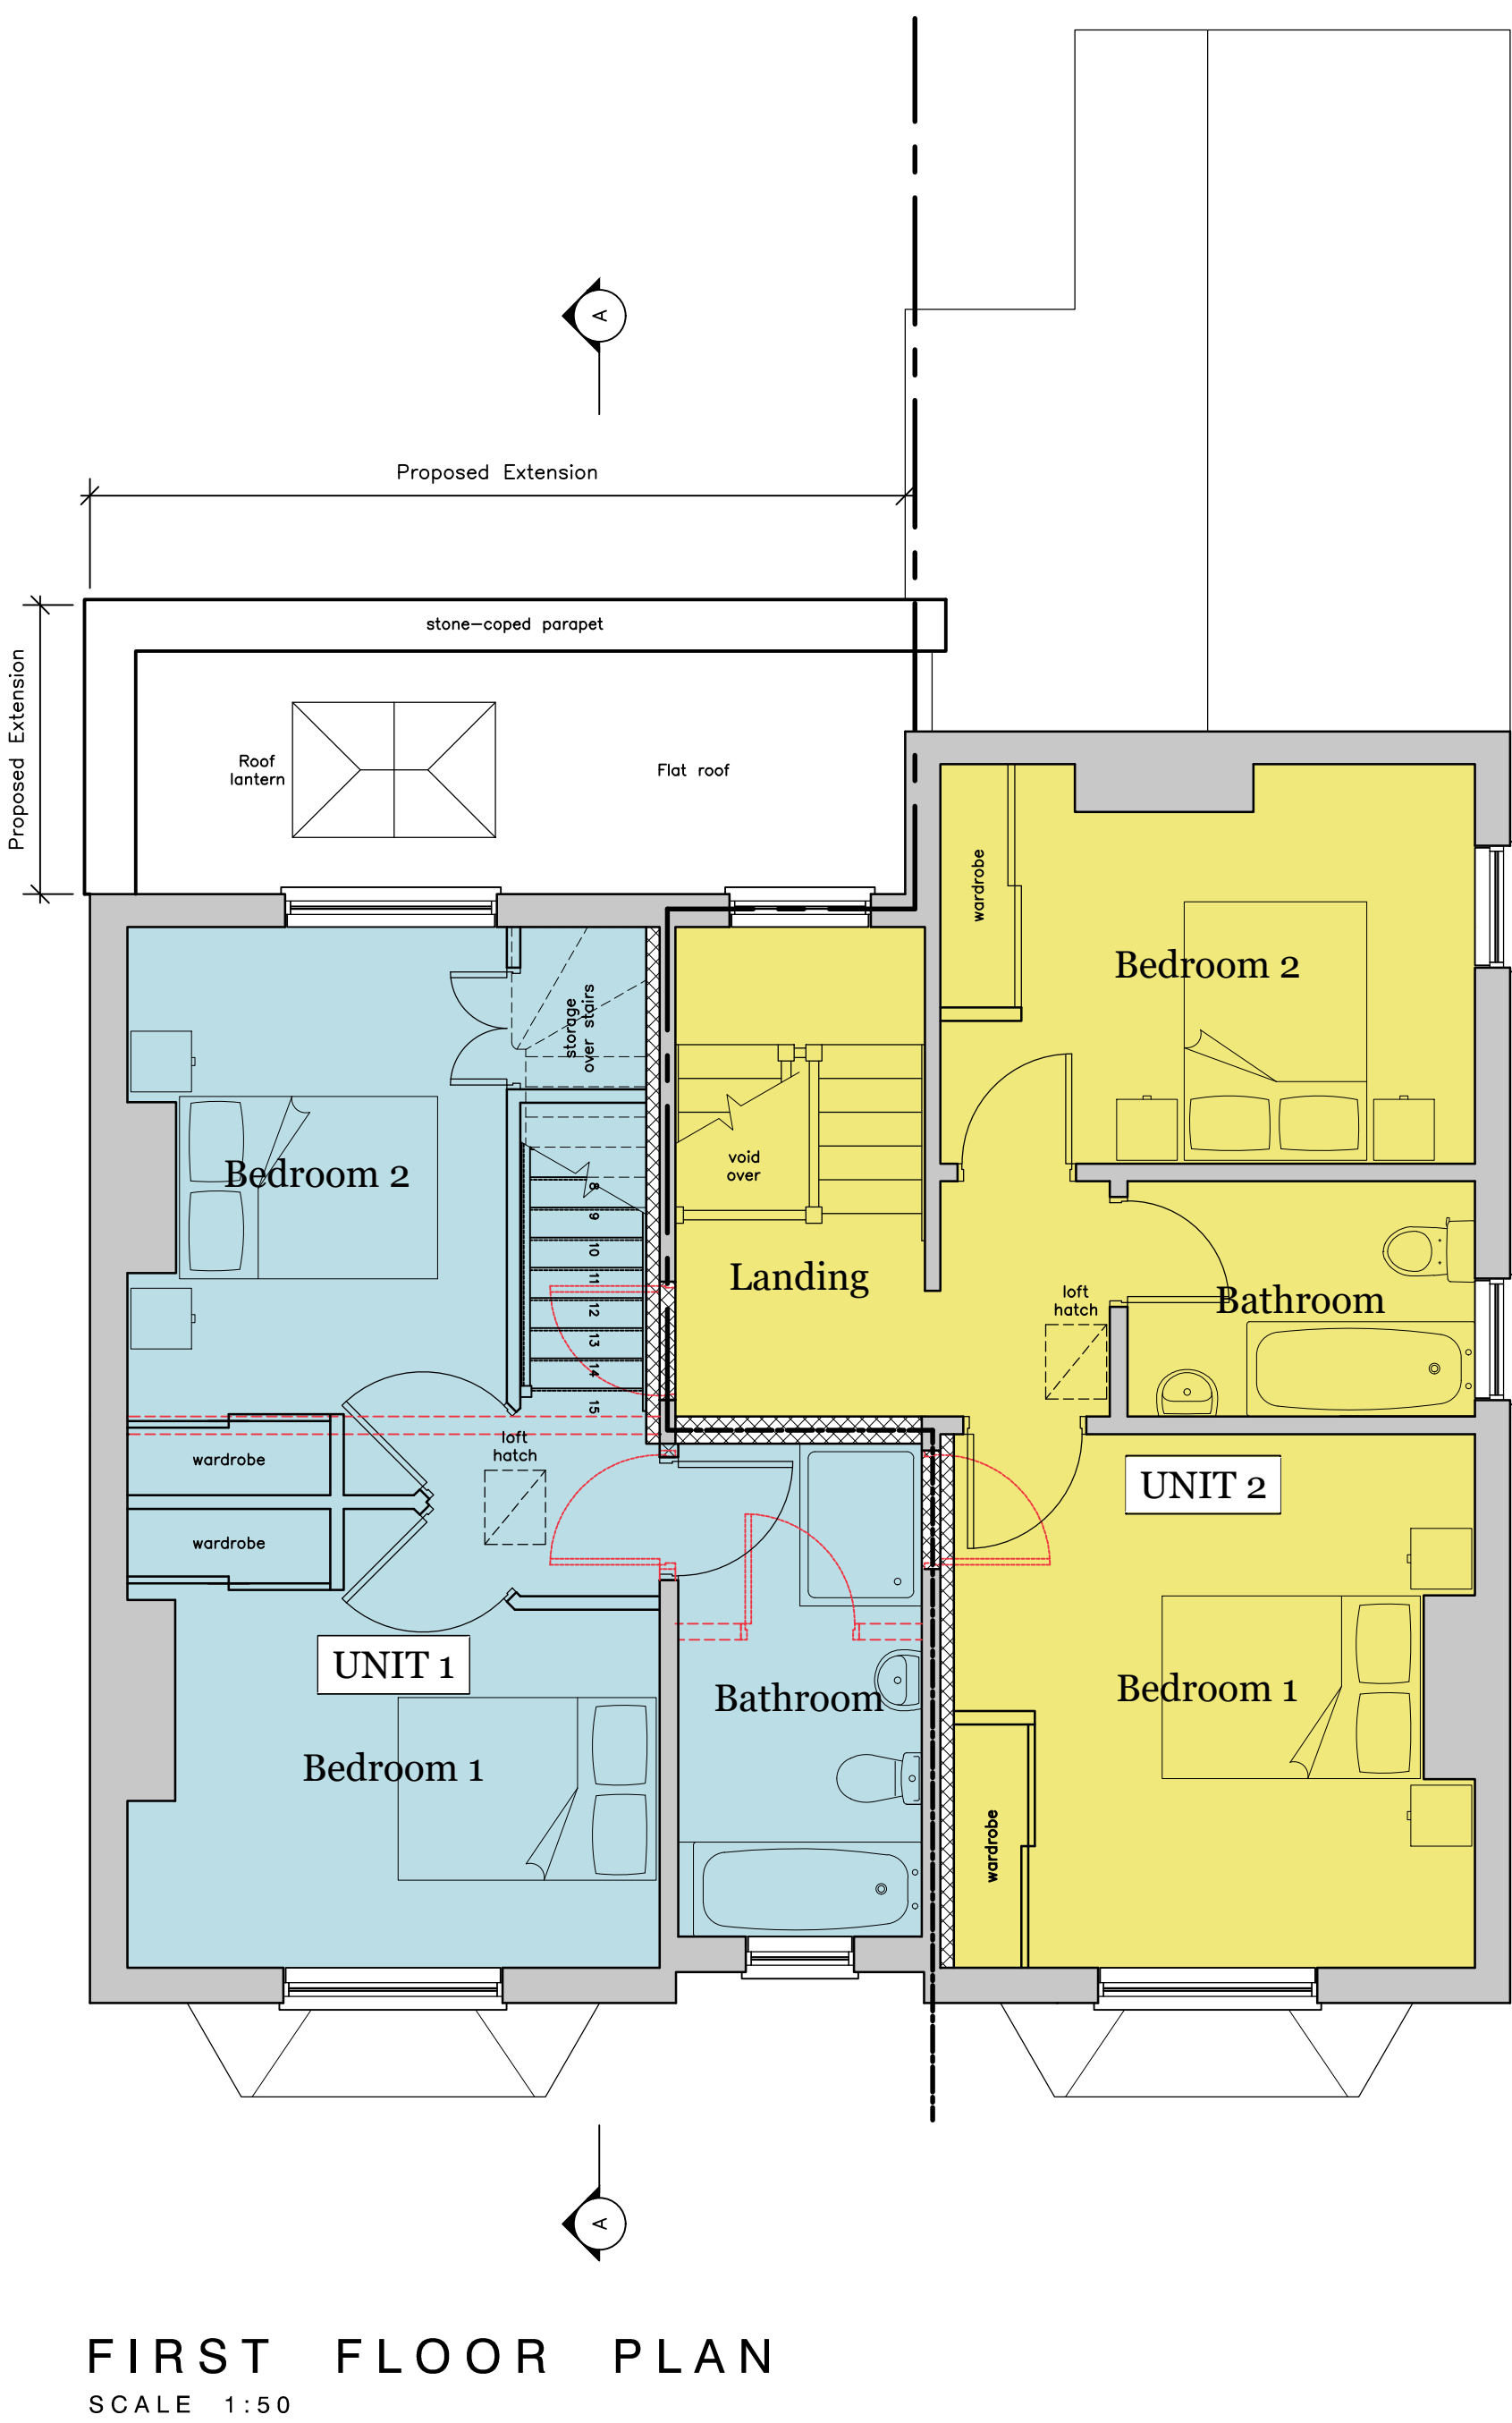 A
Proposed Extension
stone-coped parapet
Proposed Extension
Roof
lantern
Flat roof
wardrobe
Bedroom 2
storage
over stairs
Bedroom 2
void
over
8
9
10
11
12
13
14
15
Landing
loft
hatch
Bathroom
wardrobe
loft
hatch
wardrobe
UNIT 2
UNIT 1
Bathroom
Bedroom 1
Bedroom 1
wardrobe
A
FIRST FLOOR PLAN
SCALE 1:50